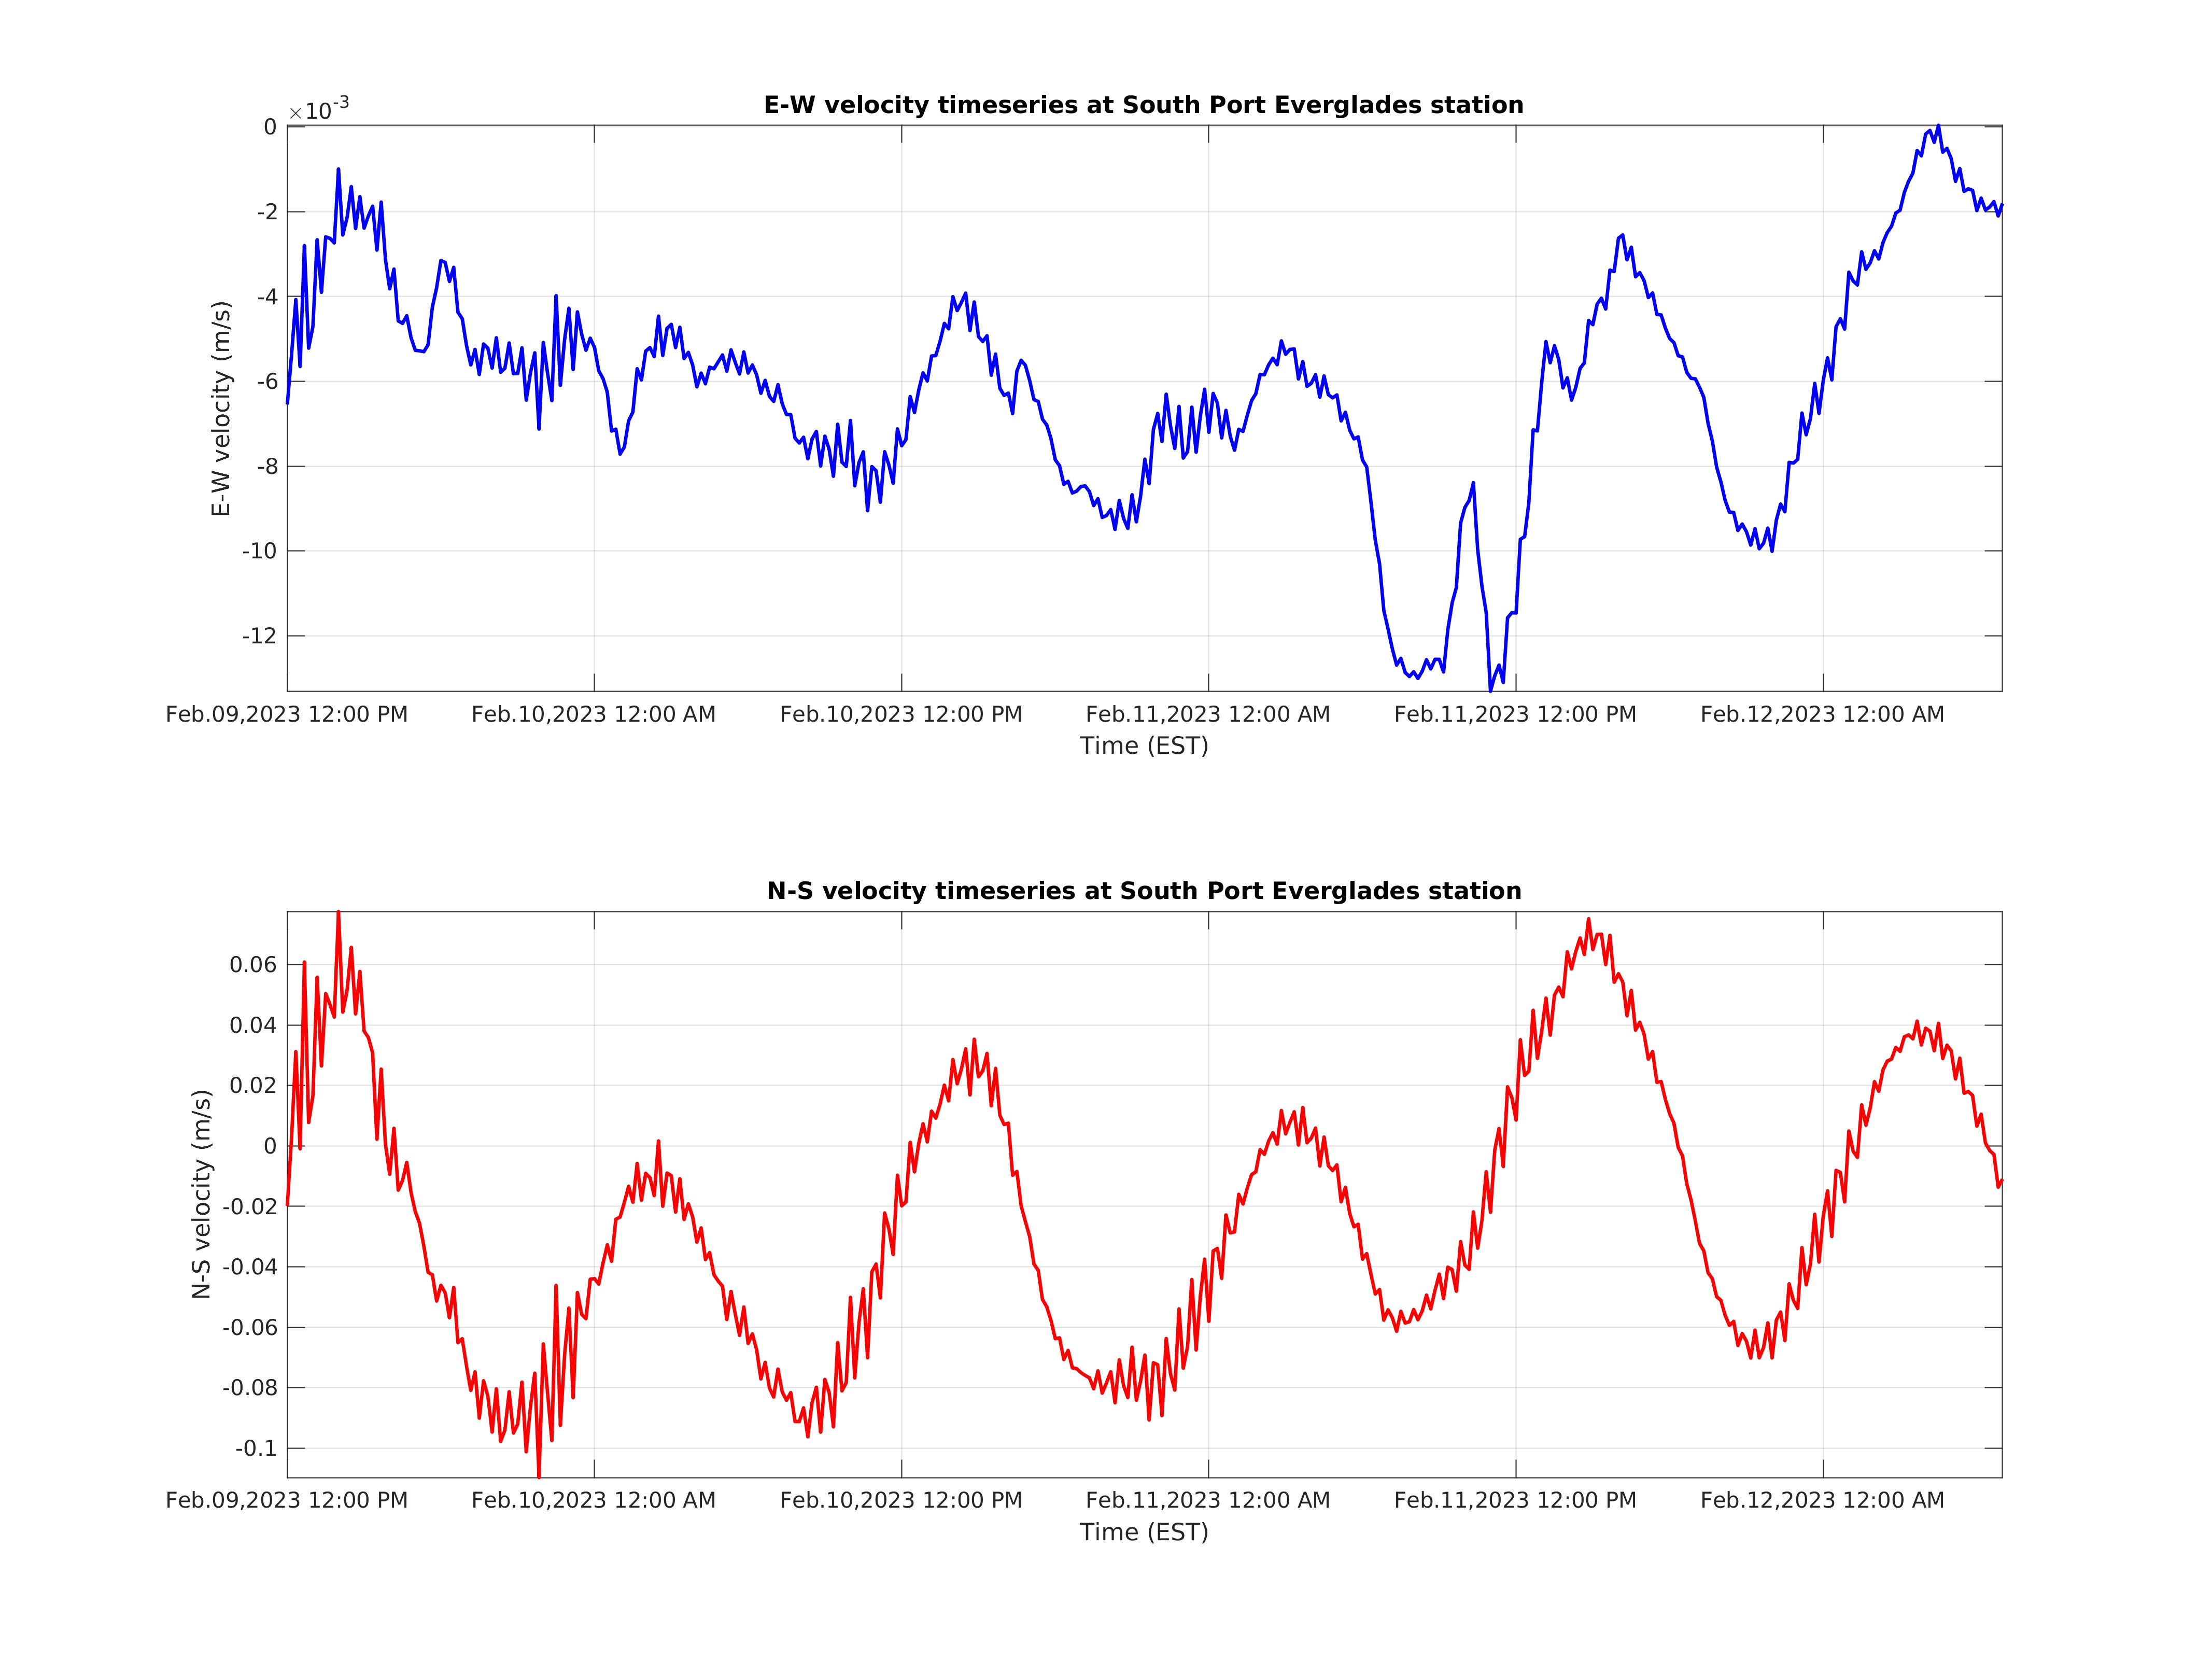 E-W velocity timeseries at South Port Everglades station
×10-3
0
-2
-4
-6
-8
-10
-12
E-W velocity (m/s)
Feb.09,2023 12:00 PM Feb.10,2023 12:00 AM Feb.10,2023 12:00 PM Feb.11,2023 12:00 AM Feb.11,2023 12:00 PM Feb.12,2023 12:00 AM
Time (EST)
N-S velocity timeseries at South Port Everglades station
0.06
0.04
0.02
0
-0.02
-0.04
-0.06
-0.08
-0.1
N-S velocity (m/s)
Feb.09,2023 12:00 PM Feb.10,2023 12:00 AM Feb.10,2023 12:00 PM Feb.11,2023 12:00 AM Feb.11,2023 12:00 PM Feb.12,2023 12:00 AM
Time (EST)